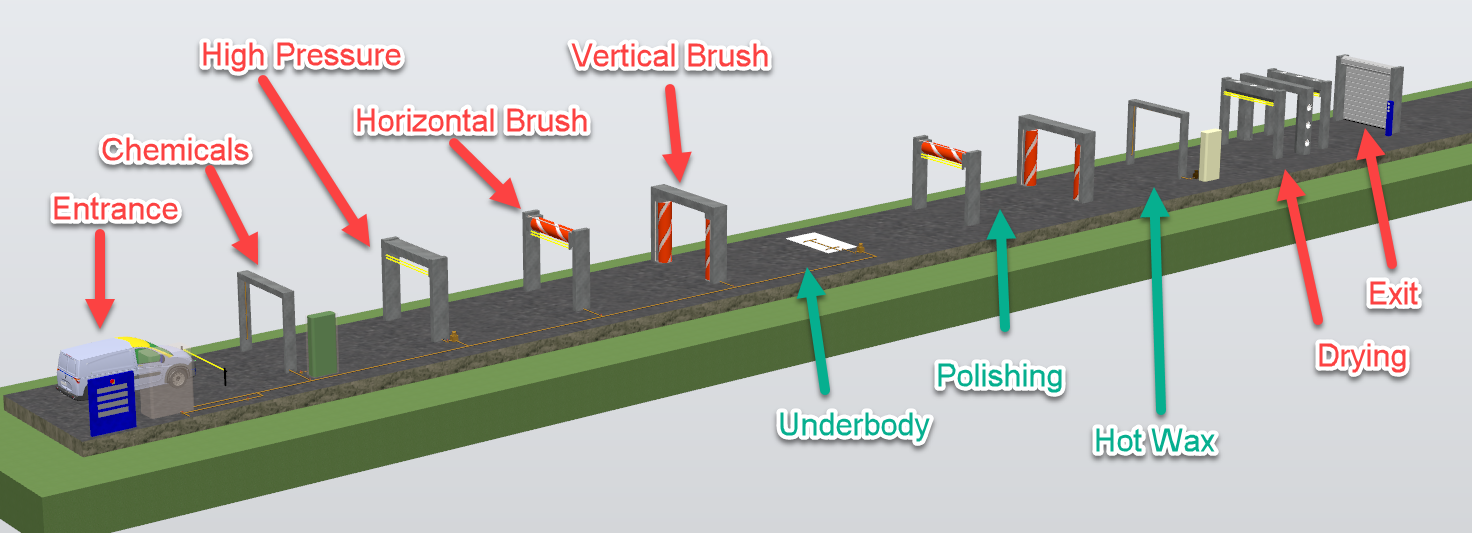 High Pressure
Vertical Brush
Horizontal Brush
Chemicals
Entrance
Exit
Drying
Polishing
Underbody
Hot Wax